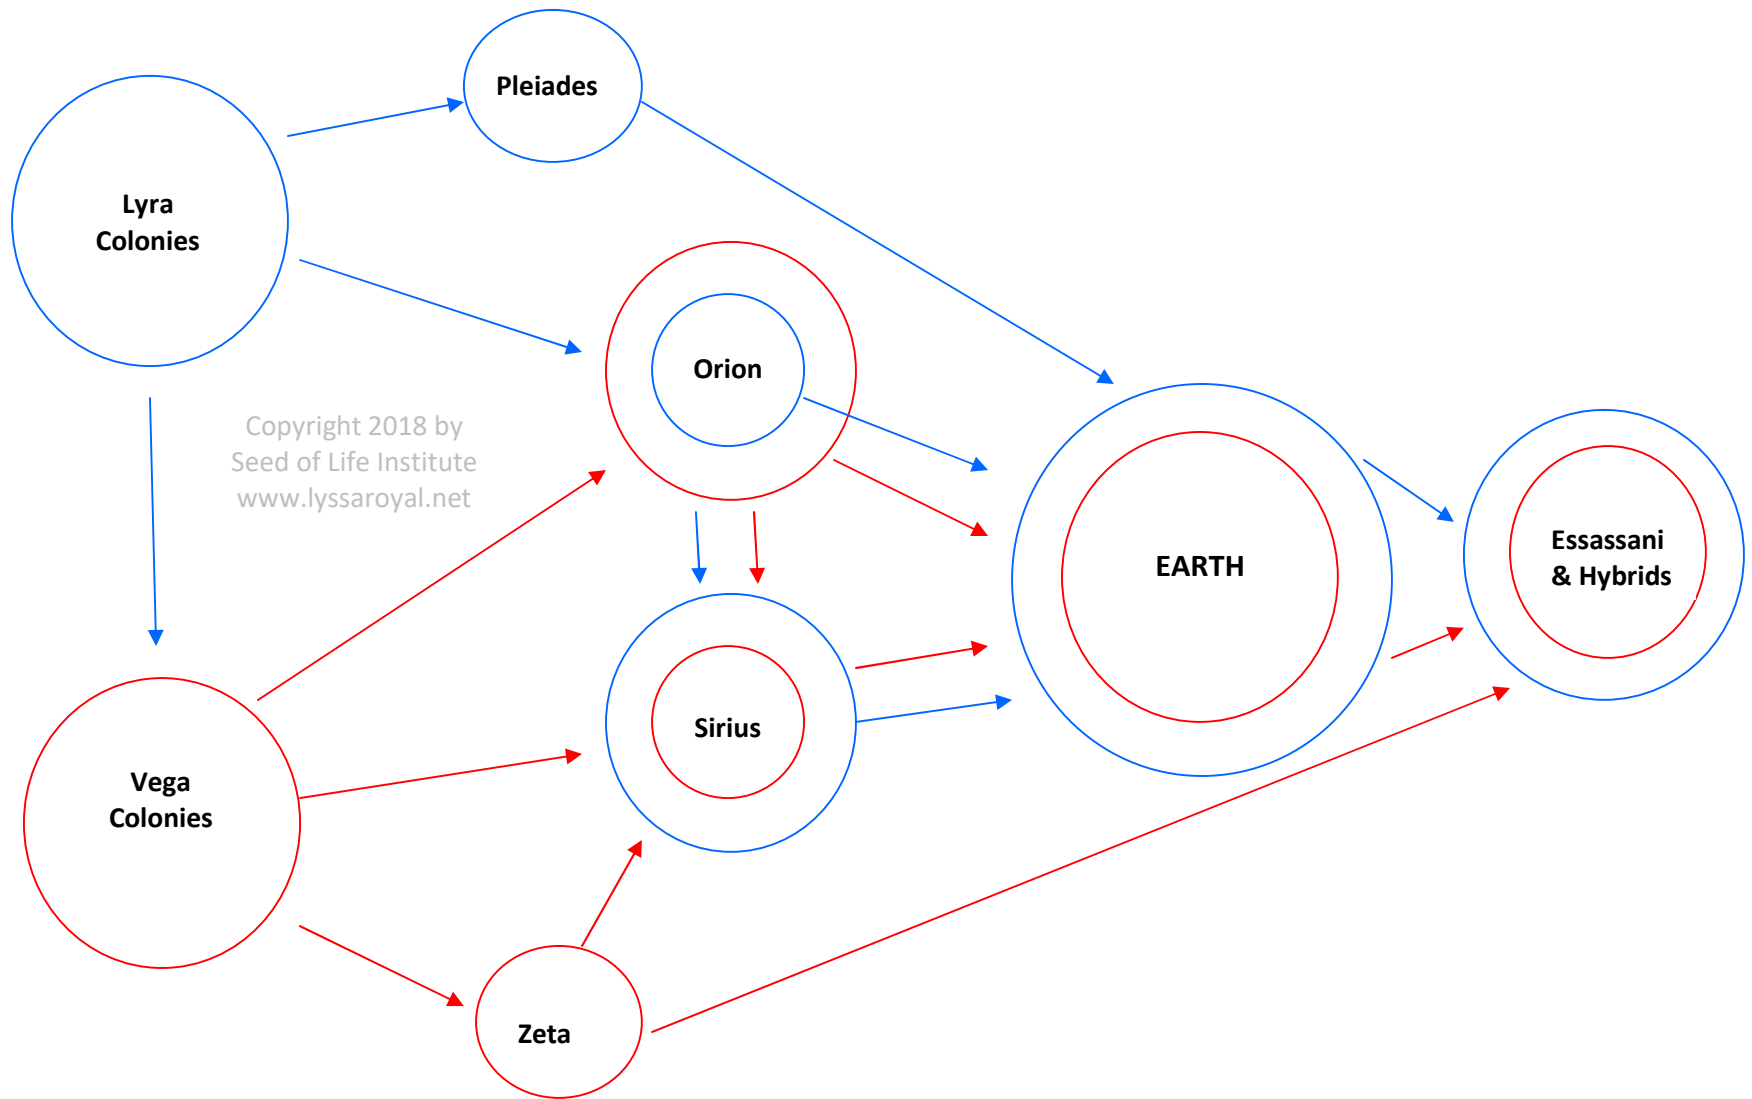 Pleiades
Lyra
Colonies
Orion
Copyright 2018 by
Seed of Life Institute
www.lyssaroyal.net
EARTH
Essassani
& Hybrids
Sirius
Vega
Colonies
Zeta